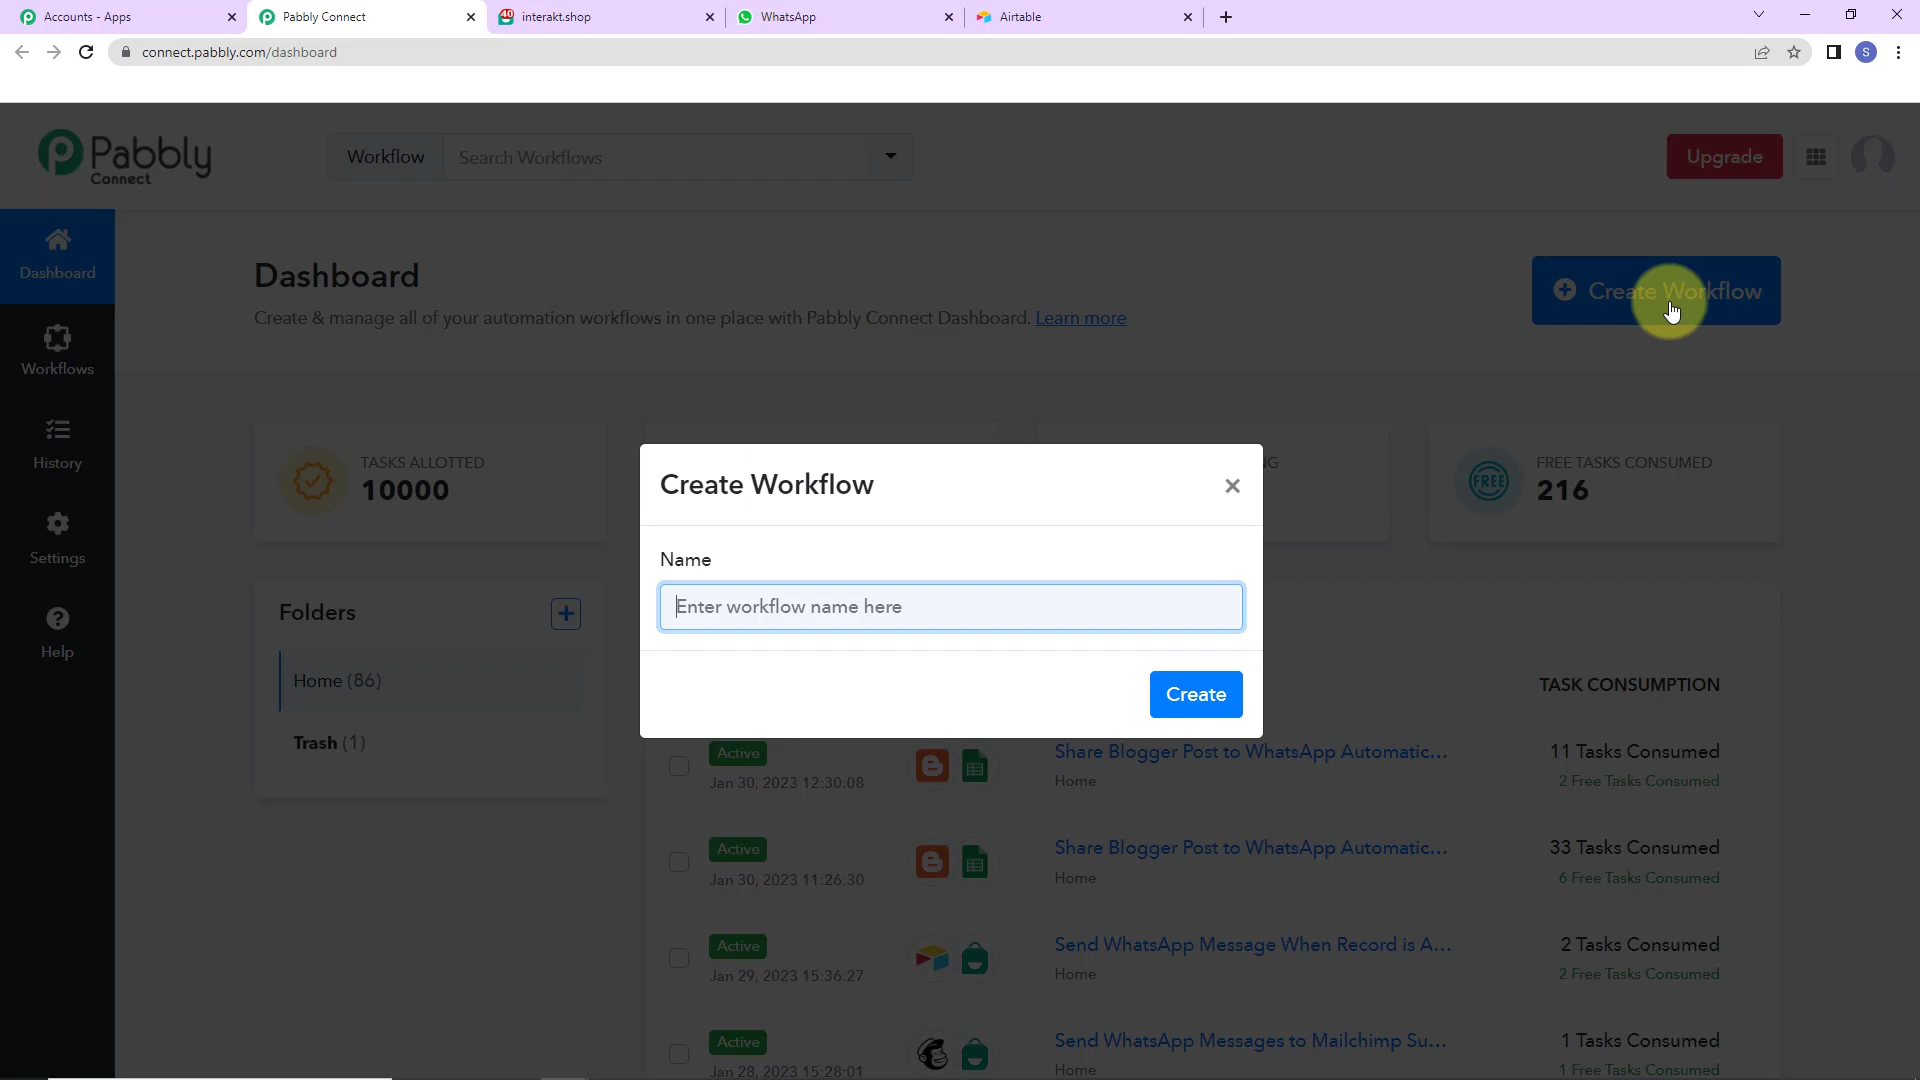 Accounts - Apps
Pabbly Connect
40
interakt.shop
WhatsApp
Airtable
connect.pabbly.com/dashboard
S
Pabbly
Connect
Workflow
Search Workflows
Upgrade
Dashboard
Workflows
History
Settings
Help
Dashboard
Create & manage all of your automation workflows in one place with Pabbly Connect Dashboard. Learn more
Create Workflow
TASKS ALLOTTED
10000
NG
FREE
FREE TASKS CONSUMED
216
Create Workflow
Name
Enter workflow name here
Create
Folders
Home (86)
Trash (1)
TASK CONSUMPTION
Active
Jan 30, 2023 12:30:08
Share Blogger Post to WhatsApp Automatic...
Home
11 Tasks Consumed
2 Free Tasks Consumed
Active
Jan 30, 2023 11:26:30
Share Blogger Post to WhatsApp Automatic...
Home
33 Tasks Consumed
6 Free Tasks Consumed
Active
Jan 29, 2023 15:36:27
Send WhatsApp Message When Record is A...
Home
2 Tasks Consumed
2 Free Tasks Consumed
Active
Jan 28, 2023 15:28:01
Send WhatsApp Messages to Mailchimp Su...
Home
1 Tasks Consumed
1 Free Tasks Consumed